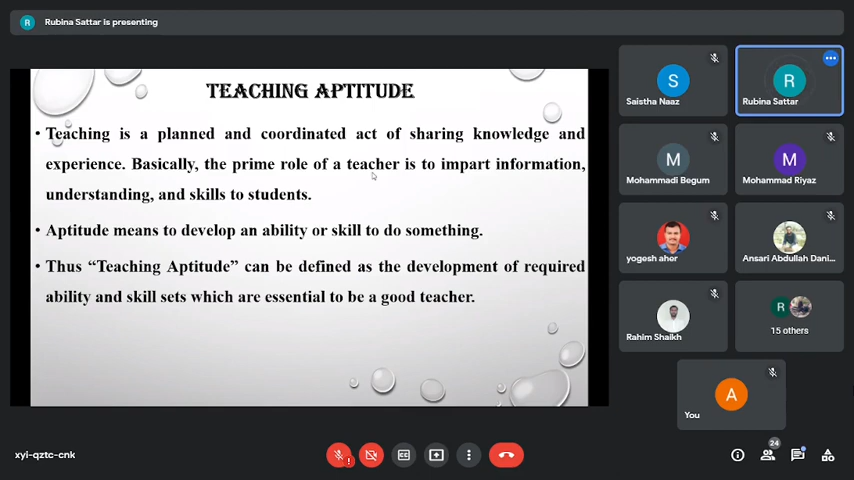 R Rubina Sattar is presenting
TEACHING APTITUDE
• Teaching is a planned and coordinated act of sharing knowledge and
experience. Basically, the prime role of a teacher is to impart information,
understanding, and skills to students.
• Aptitude means to develop an ability or skill to do something.
• Thus “Teaching Aptitude” can be defined as the development of required
ability and skill sets which are essential to be a good teacher.
S
Saistha Naaz
R
Rubina Sattar
M
Mohammadi Begum
M
Mohammad Riyaz
yogesh aher
Ansari Abdullah Dani...
Rahim Shaikh
R
15 others
A
You
xyi-qztc-cnk
24